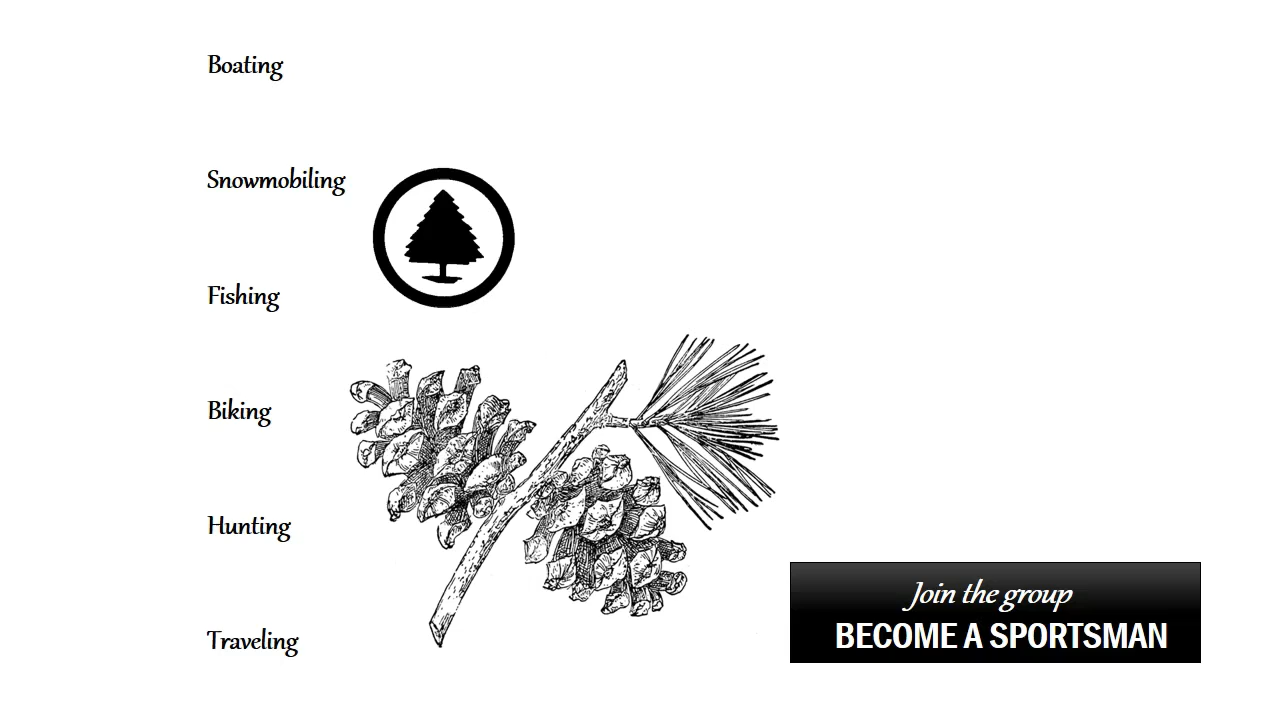 Boating
Snowmobiling
Fishing
Biking
Hunting
Traveling
Join the group
BECOME A SPORTSMAN